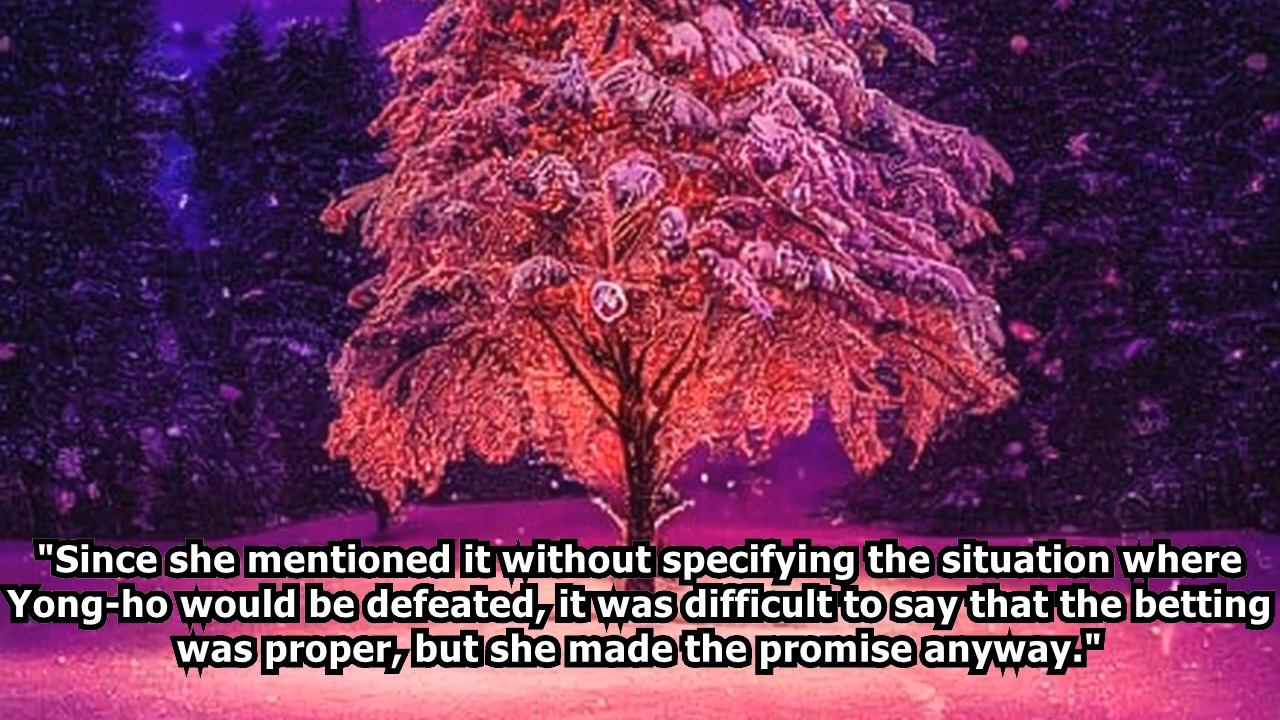 "Since she mentioned it without specifying the situation where
Yong-ho would be defeated, it was difficult to say that the betting
was proper, but she made the promise anyway."